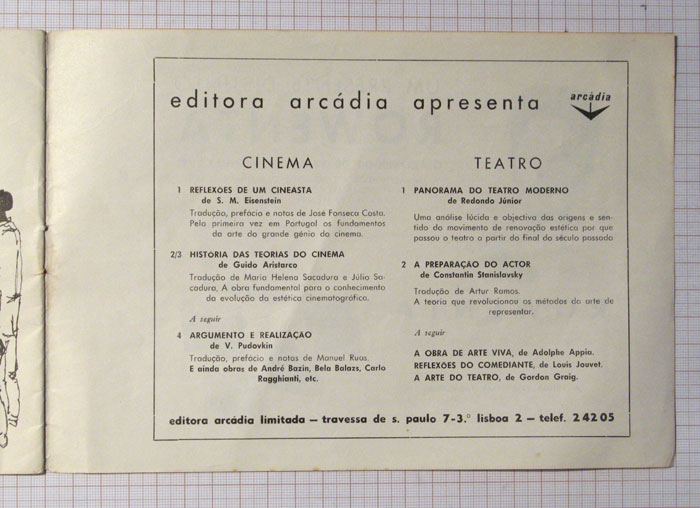 editora arcádia apresenta
arcádia
CINEMA
1 REFLEXOES DE UM CINEASTA
de S. M. Eisenstein
Tradução, prefácio e notas de José Fonseca Costa.
Pela primeira vez em Portugal os fundamentos
da arte do grande génio do cinema.
2/3 HISTORIA DAS TEORIAS DO CINEMA
de Guido Aristarco
Tradução de Maria Helena Sacadura e Júlio Sa-
cadura, A obra fundamental para o conhecimento
da evolução da estética cinematográfica.
A seguir
4 ARGUMENTO E REALIZAÇAO
de V. Pudovkin
Tradução, prefácio e notas de Manuel Ruas.
E ainda obras de André Bazin, Bela Balazs, Carlo
Ragghianti, etc.
TEATRO
1 PANORAMA DO TEATRO MODERNO
de Redondo Júnior
Uma análise lúcida e objectiva das origens e sen-
tido do movimento de renovação estética por que
passou o teatro a partir do final do século passado
2 A PREPARAÇÃO DO ACTOR
de Constantin Stanislavsky
Tradução de Artur Ramos.
A teoria que revolucionou os métodos da arte de
representar.
A seguir
A OBRA DE ARTE VIVA, de Adolphe Appia.
REFLEXÕES DO COMEDIANTE, de Louis Jouvet.
A ARTE DO TEATRO, de Gordon Graig.
editora arcádia limitada — travessa de s. paulo 7-3.º lisboa 2 — telef. 24205